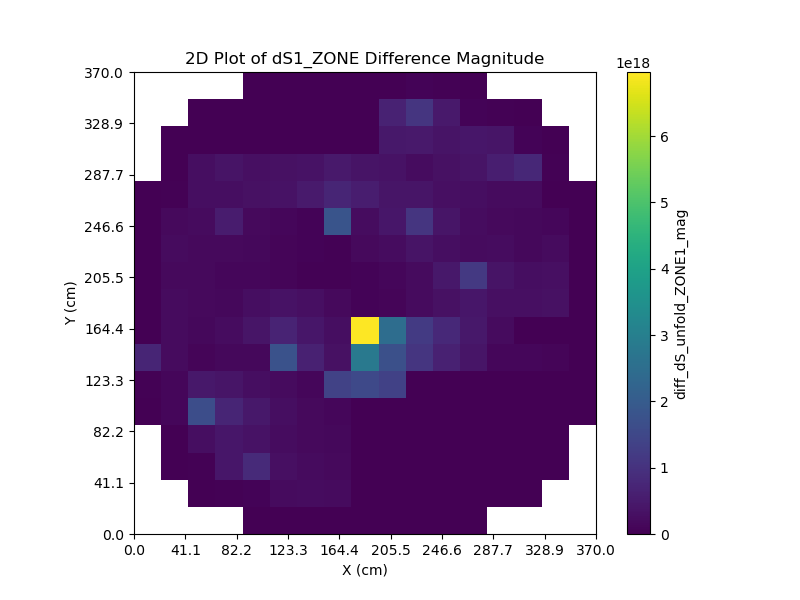 2D Plot of dS1_ZONE Difference Magnitude
1e18
370.0
328.9
287.7
246.6
205.5
164.4
123.3
82.2
41.1
0.0
Y (cm)
0.0 41.1 82.2 123.3 164.4 205.5 246.6 287.7 328.9 370.0
X (cm)
6
5
4
3
2
1
0
diff_dS_unfold_ZONE1_mag